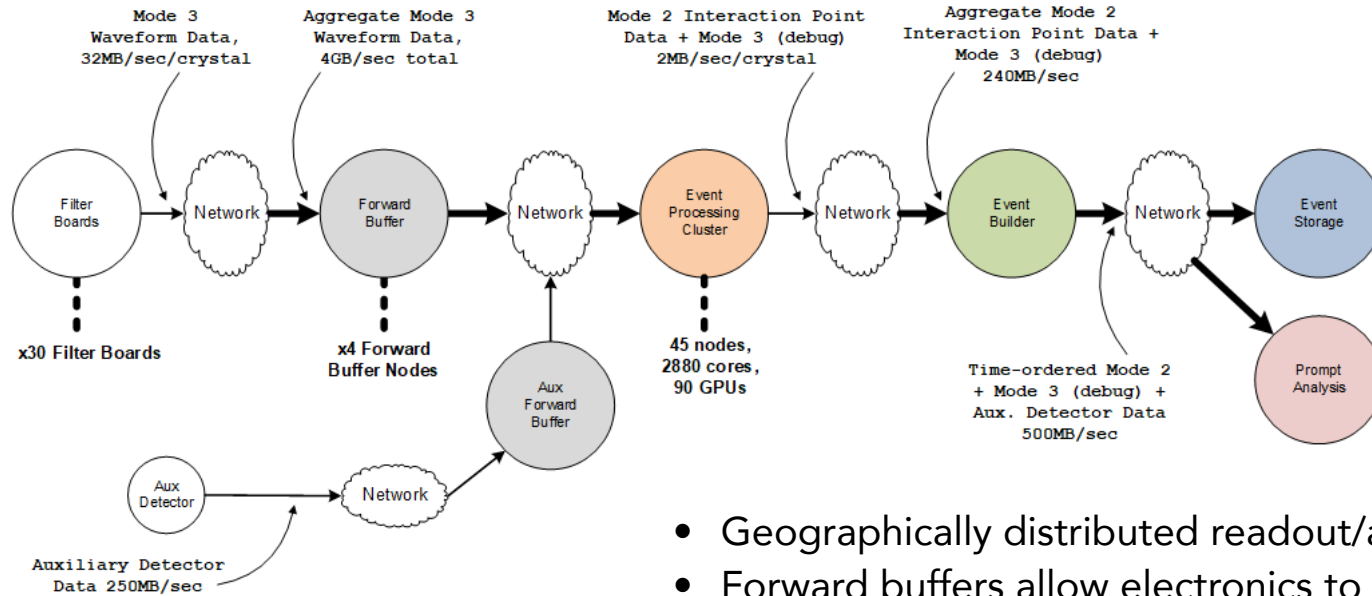 Mode 3
Waveform Data,
32MB/sec/crystal
Aggregate Mode 3
Waveform Data,
4GB/sec total
Mode 2 Interaction Point
Data + Mode 3 (debug)
2MB/sec/crystal
Aggregate Mode 2
Interaction Point Data +
Mode 3 (debug)
240MB/sec
Filter
Boards
Network
Forward
Buffer
Network
Event
Processing
Cluster
Network
Event
Builder
Network
Event
Storage
x30 Filter Boards
x4 Forward
Buffer Nodes
45 nodes,
2880 cores,
90 GPUs
Aux
Forward
Buffer
Time-ordered Mode 2
+ Mode 3 (debug) +
Aux. Detector Data
500MB/sec
Prompt
Analysis
Aux
Detector
Network
Auxiliary Detector
Data 250MB/sec
• Geographically distributed readout/
• Forward buffers allow electronics to